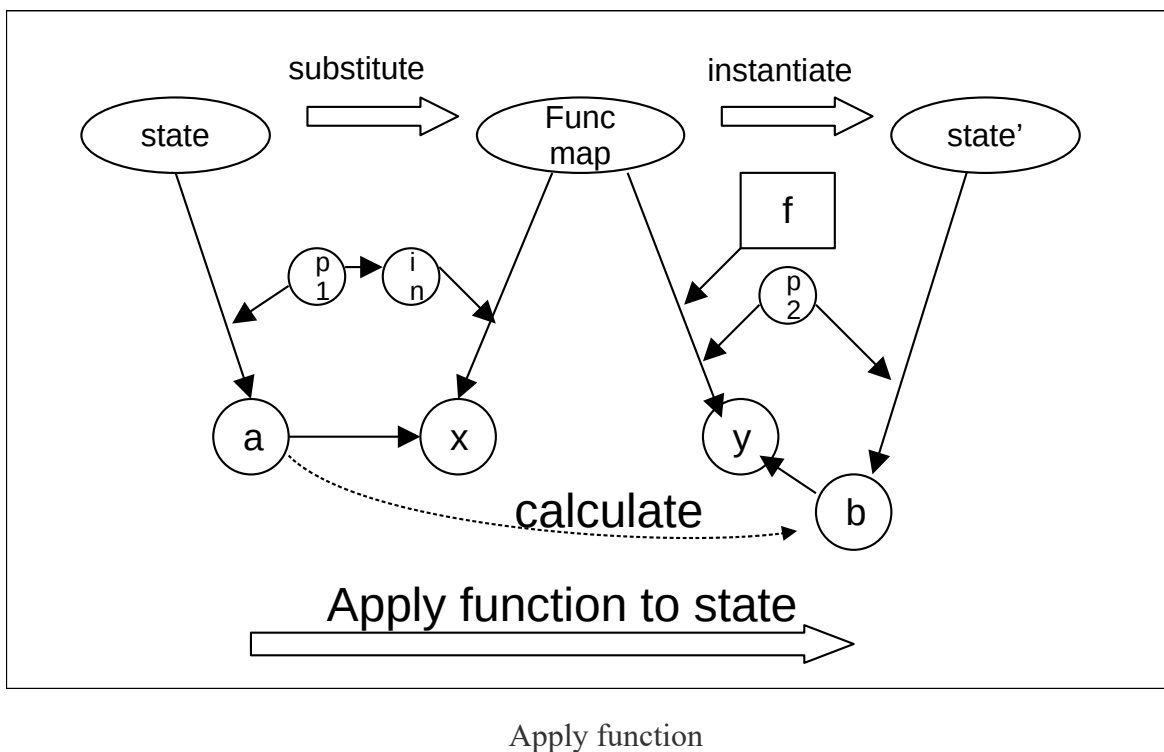 substitute
instantiate
state
Func
map
state’
f
p
1
i
n
p
2
a
x
y
b
calculate
Apply function to state
Apply function